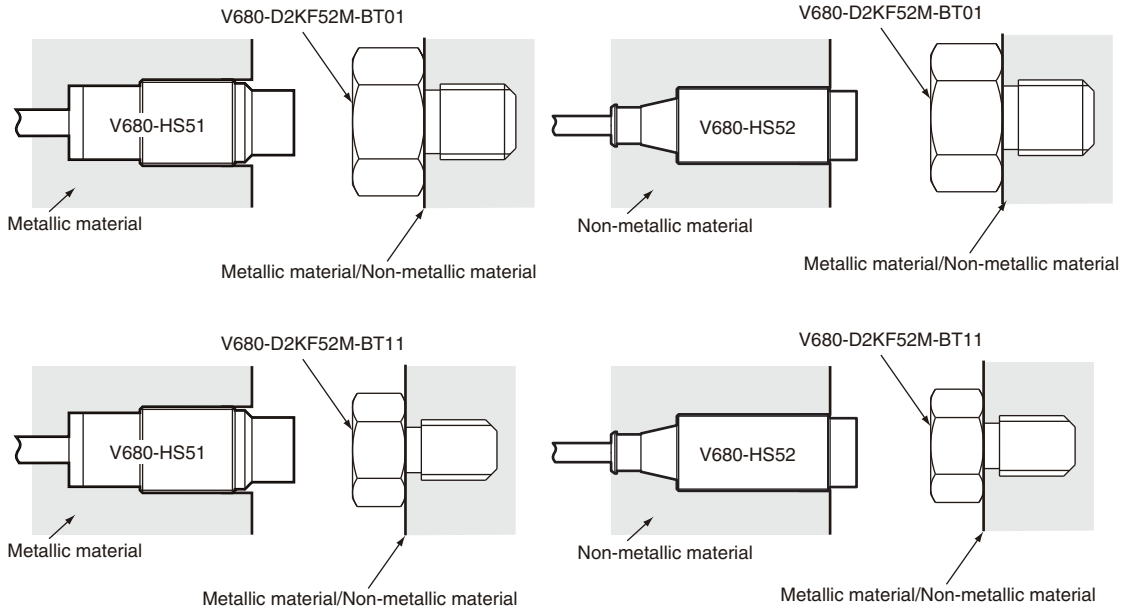 V680-D2KF52M-BT01
V680-HS51
Metallic material
Metallic material/Non-metallic material
V680-D2KF52M-BT01
V680-HS52
Non-metallic material
Metallic material/Non-metallic material
V680-D2KF52M-BT11
V680-HS51
Metallic material
Metallic material/Non-metallic material
V680-D2KF52M-BT11
V680-HS52
Non-metallic material
Metallic material/Non-metallic material